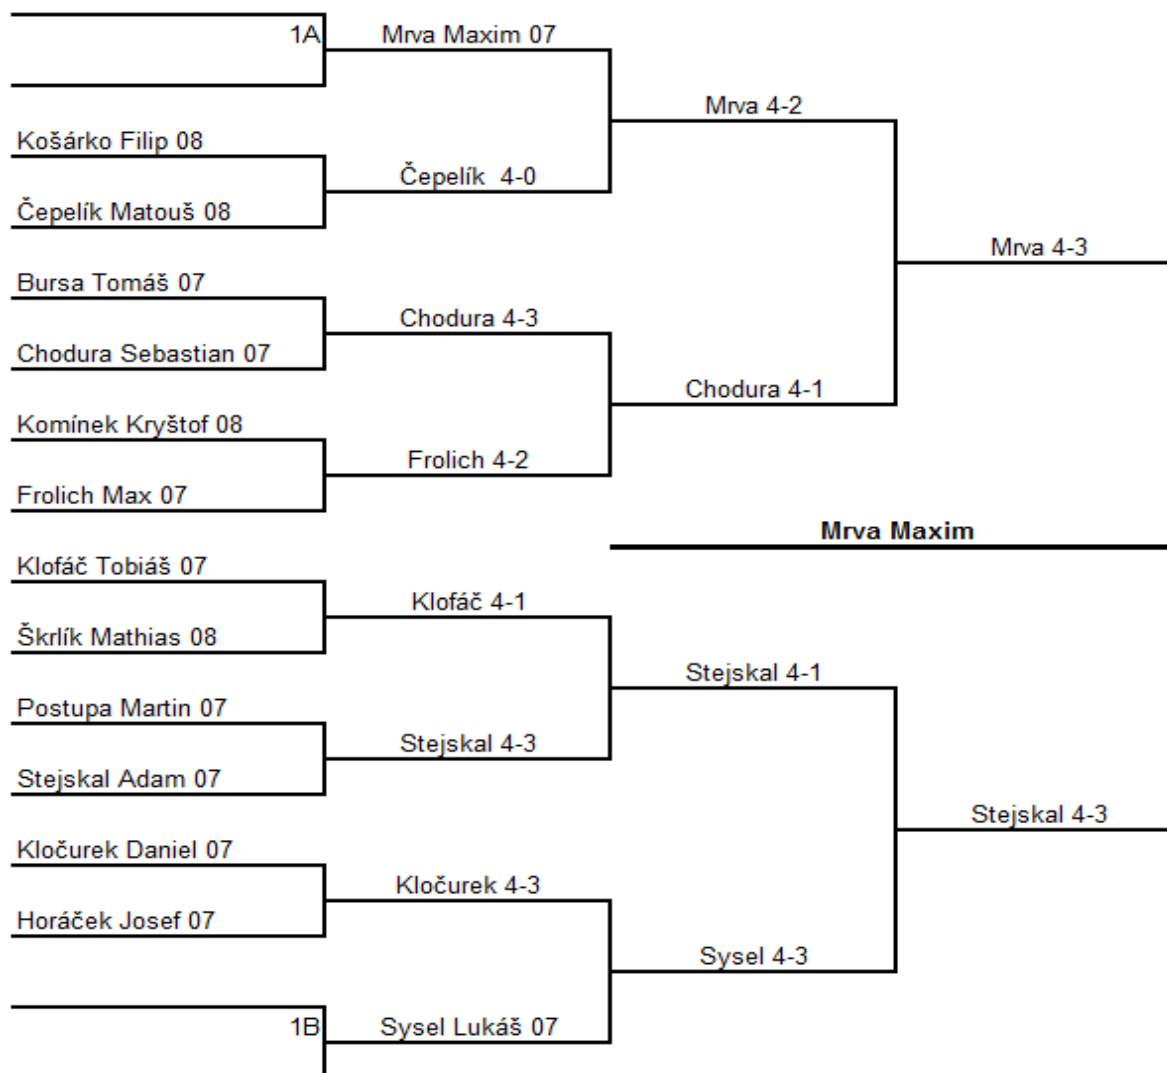 1A
Mrva Maxim 07
Mrva 4-2
Košárko Filip 08
Čepelík 4-0
Čepelík Matouš 08
Mrva 4-3
Bursa Tomáš 07
Chodura 4-3
Chodura Sebastian 07
Chodura 4-1
Komínek Kryštof 08
Frolich 4-2
Frolich Max 07
Mrva Maxim
Klofáč Tobiáš 07
Klofáč 4-1
Škrlík Mathias 08
Stejskal 4-1
Postupa Martin 07
Stejskal 4-3
Stejskal Adam 07
Stejskal 4-3
Kločurek Daniel 07
Kločurek 4-3
Horáček Josef 07
Sysel 4-3
1B
Sysel Lukáš 07